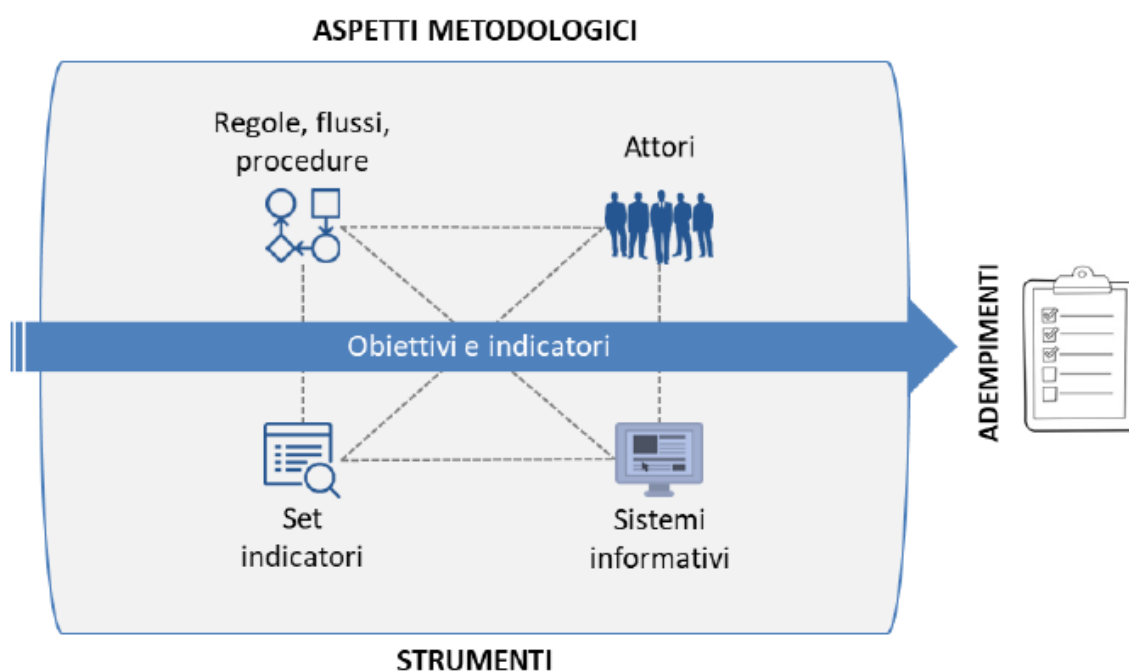 ASPETTI METODOLOGICI
Regole, flussi,
procedure
Attori
Obiettivi e indicatori
ADEMPIMENTI
Set
indicatori
Sistemi
informativi
STRUMENTI